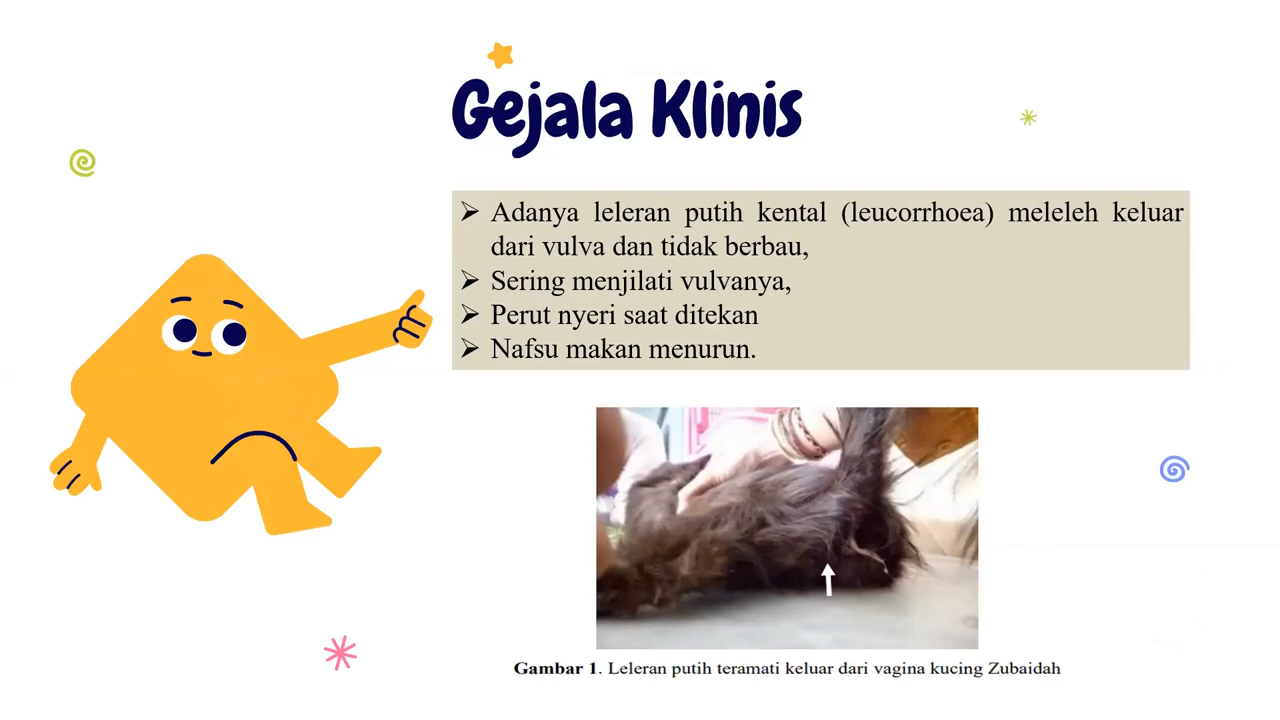 Gejala Klinis
➢ Adanya leleran putih kental (leucorrhoea) meleleh keluar
dari vulva dan tidak berbau,
➢ Sering menjilati vulvanya,
➢ Perut nyeri saat ditekan
➢ Nafsu makan menurun.
Gambar 1. Leleran putih teramati keluar dari vagina kucing Zubaidah